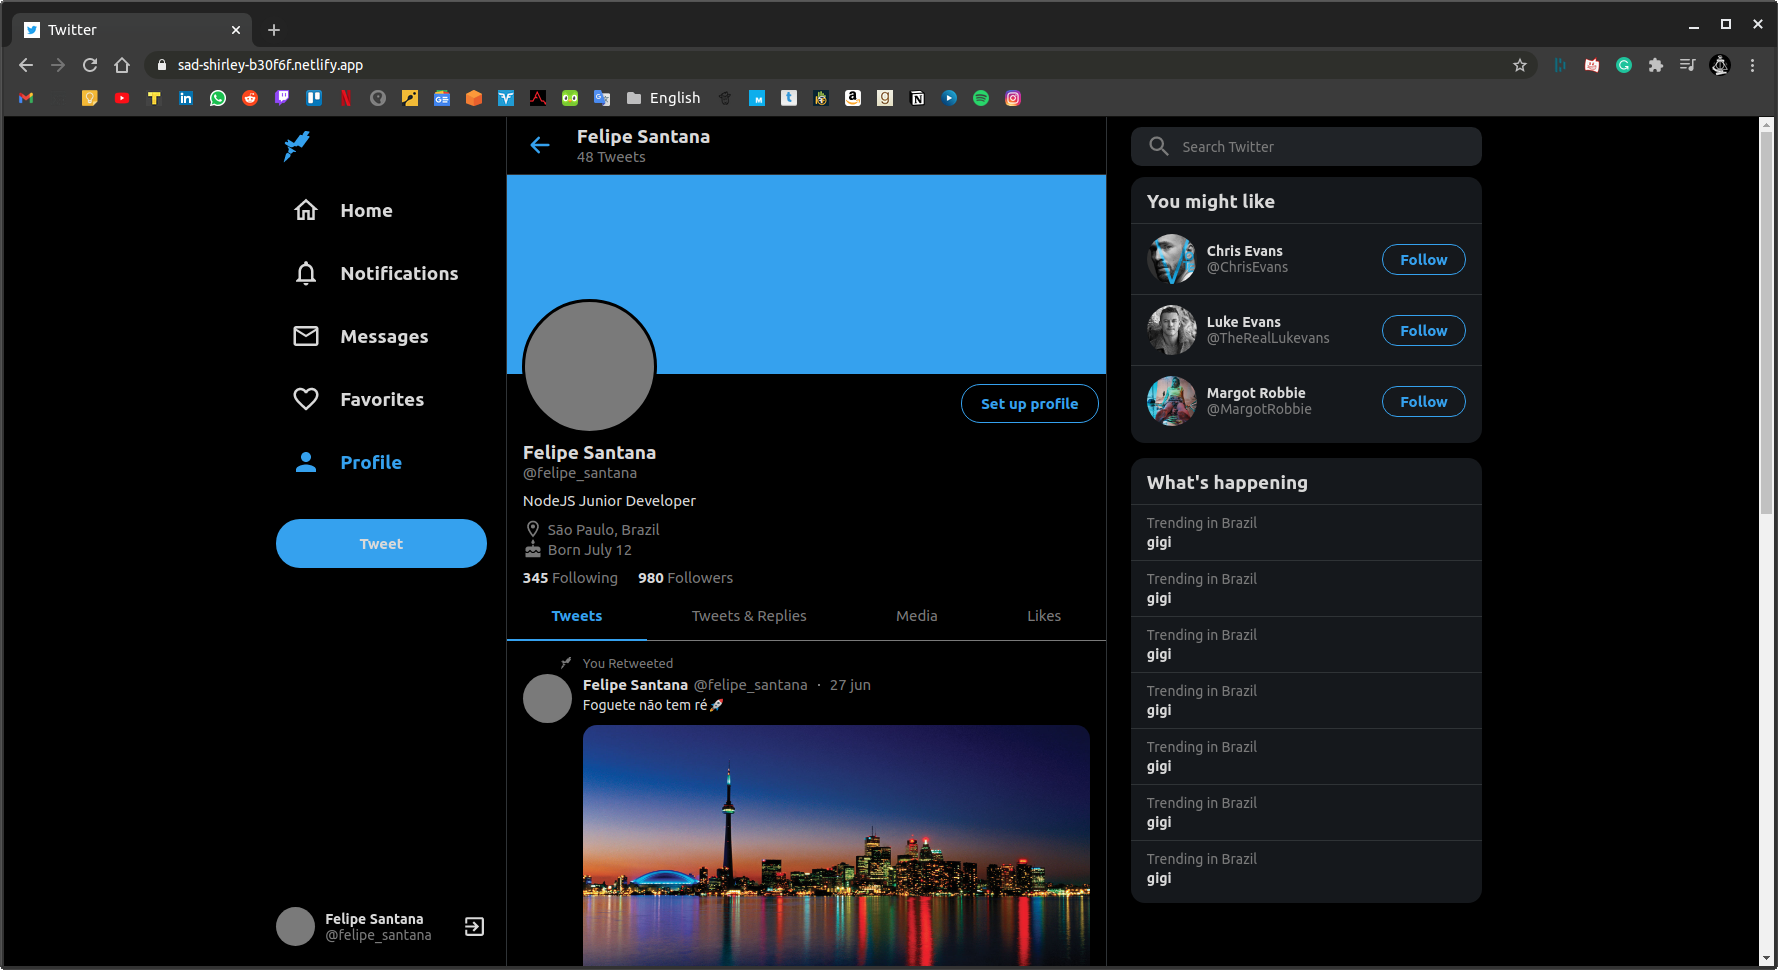 Twitter
sad-shirley-b30f6f.netlify.app
English
Home
Notifications
Messages
Favorites
Profile
Tweet
Felipe Santana
@felipe_santana
Felipe Santana
48 Tweets
Set up profile
Felipe Santana
@felipe_santana
NodeJS Junior Developer
São Paulo, Brazil
Born July 12
345 Following 980 Followers
Tweets Tweets & Replies Media Likes
You Retweeted
Felipe Santana @felipe_santana · 27 jun
Foguete não tem ré🚀
Search Twitter
You might like
Chris Evans
@ChrisEvans
Follow
Luke Evans
@TheRealLukevans
Follow
Margot Robbie
@MargotRobbie
Follow
What's happening
Trending in Brazil
gigi
Trending in Brazil
gigi
Trending in Brazil
gigi
Trending in Brazil
gigi
Trending in Brazil
gigi
Trending in Brazil
gigi
Trending in Brazil
gigi